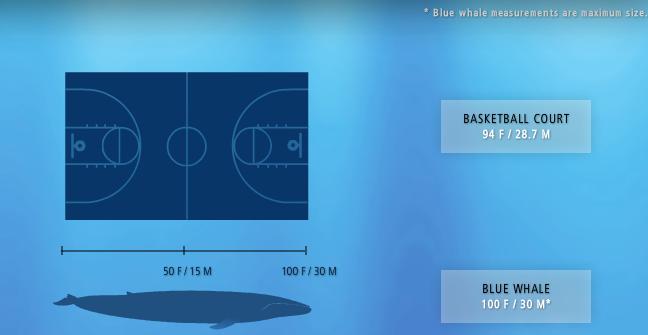 * Blue whale measurements are maximum size.
BASKETBALL COURT
94 F / 28.7 M
50 F / 15 M
100 F / 30 M
BLUE WHALE
100 F / 30 M*